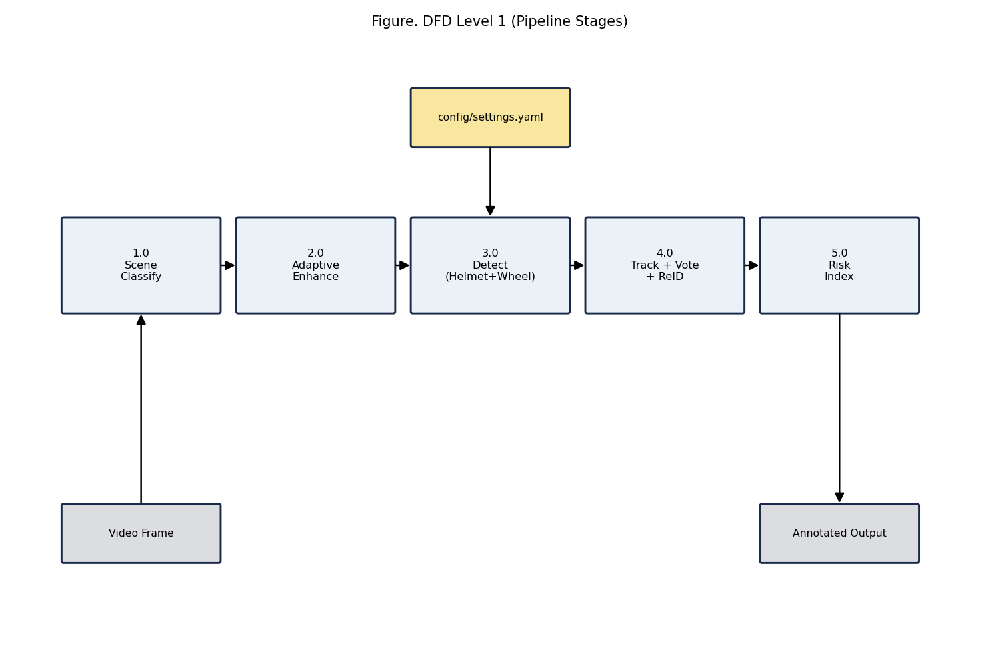 Figure. DFD Level 1 (Pipeline Stages)
config/settings.yaml
1.0
Scene
Classify
2.0
Adaptive
Enhance
3.0
Detect
(Helmet+Wheel)
4.0
Track + Vote
+ ReID
5.0
Risk
Index
Video Frame
Annotated Output